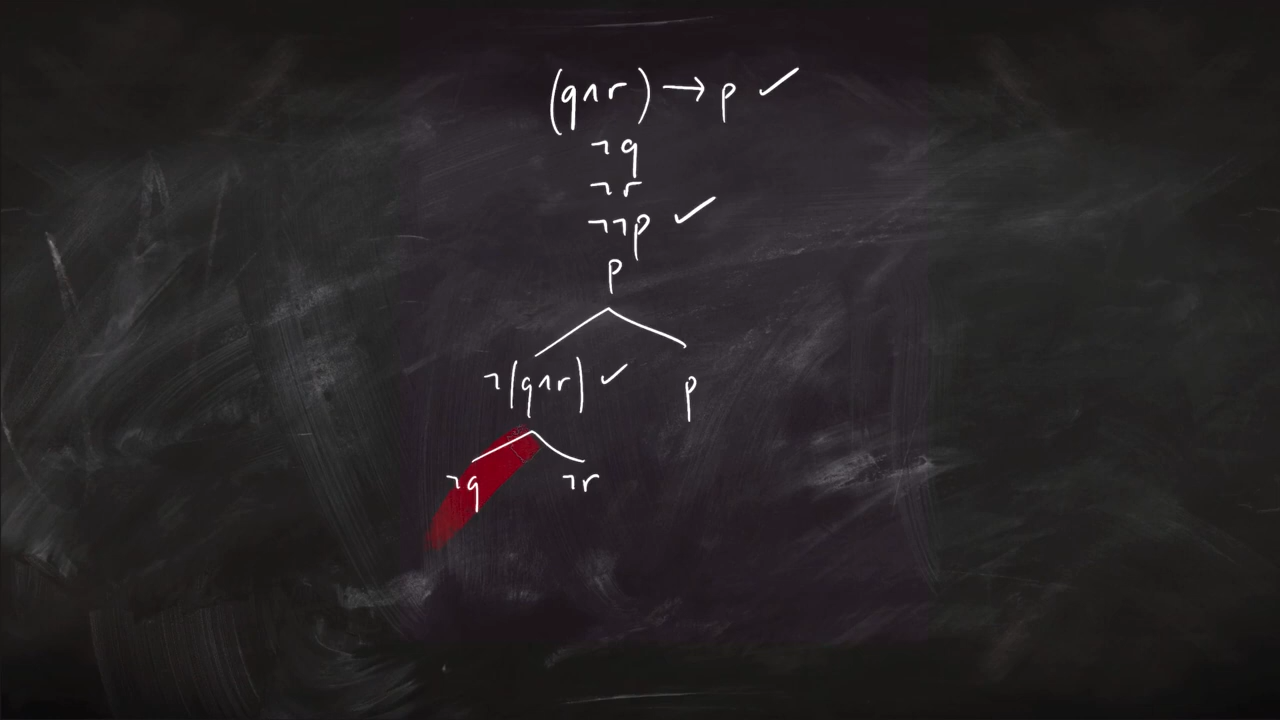 (q∧r) → p ✓
¬q
¬r
¬¬p ✓
p
¬(q∧r) ✓ p
¬q ¬r